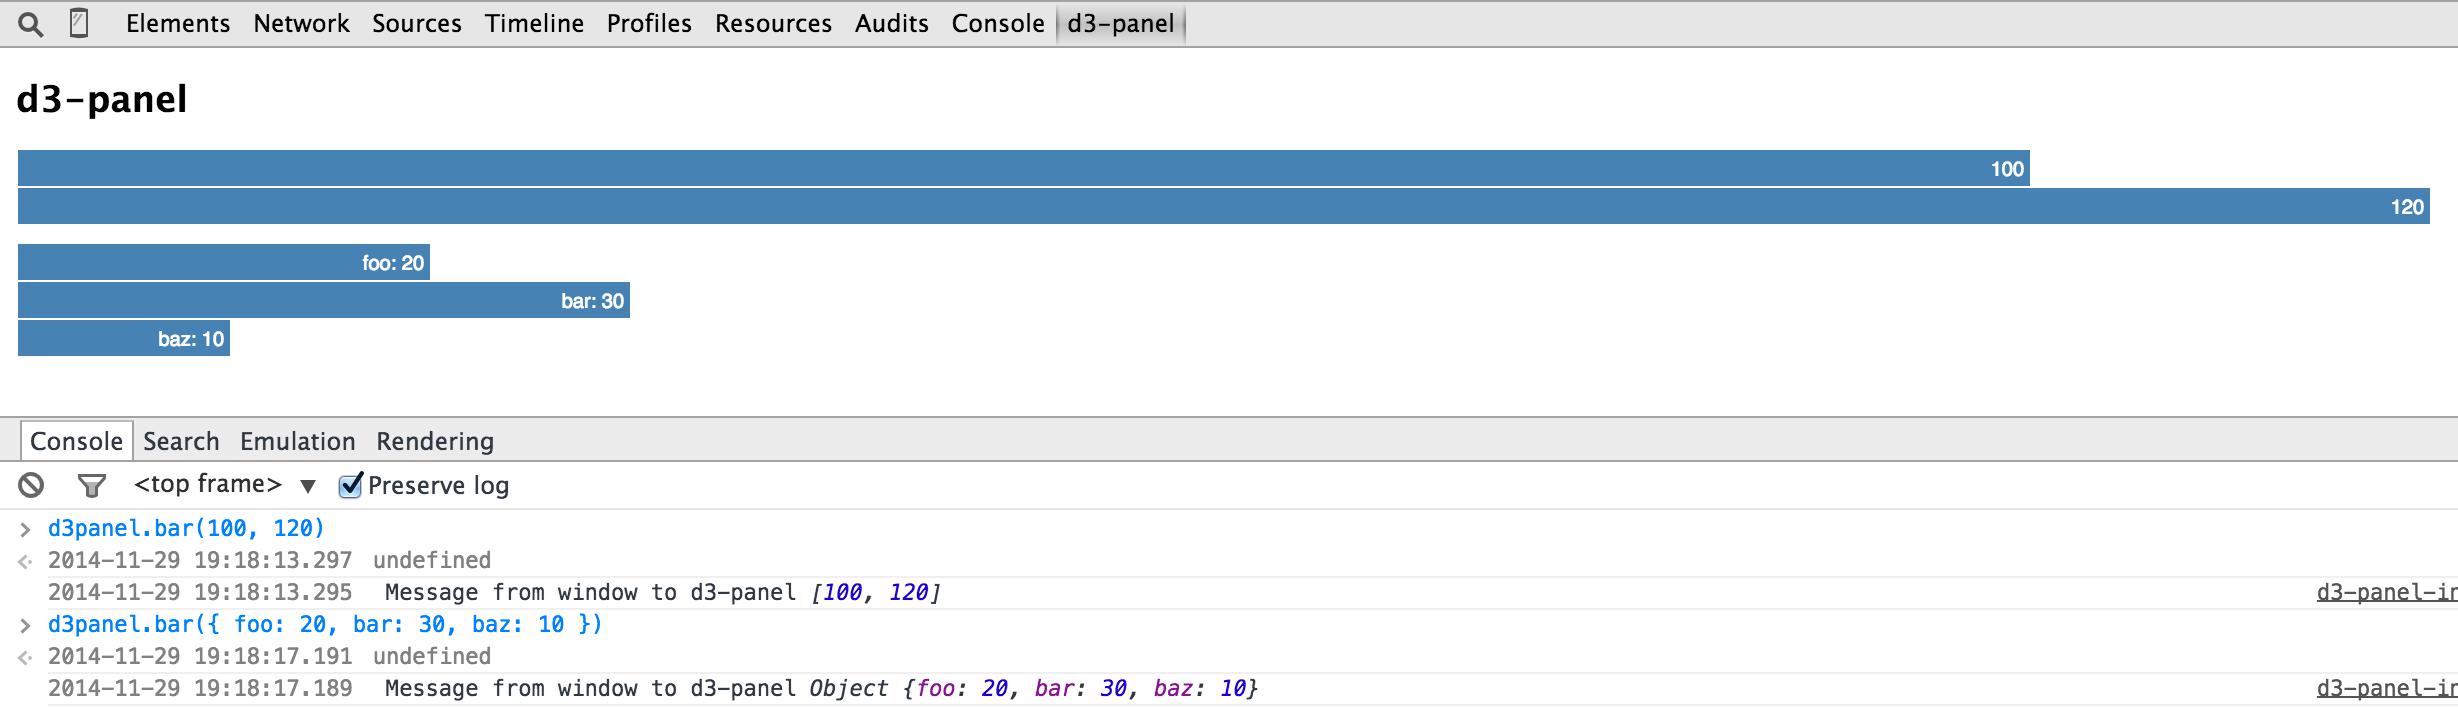 Elements Network Sources Timeline Profiles Resources Audits Console d3-panel
d3-panel
100
120
foo: 20
bar: 30
baz: 10
Console Search Emulation Rendering
<top frame> ▼ Preserve log
> d3panel.bar(100, 120)
2014-11-29 19:18:13.297 undefined
2014-11-29 19:18:13.295 Message from window to d3-panel [100, 120] d3-panel-in
> d3panel.bar({ foo: 20, bar: 30, baz: 10 })
2014-11-29 19:18:17.191 undefined
2014-11-29 19:18:17.189 Message from window to d3-panel Object {foo: 20, bar: 30, baz: 10} d3-panel-in